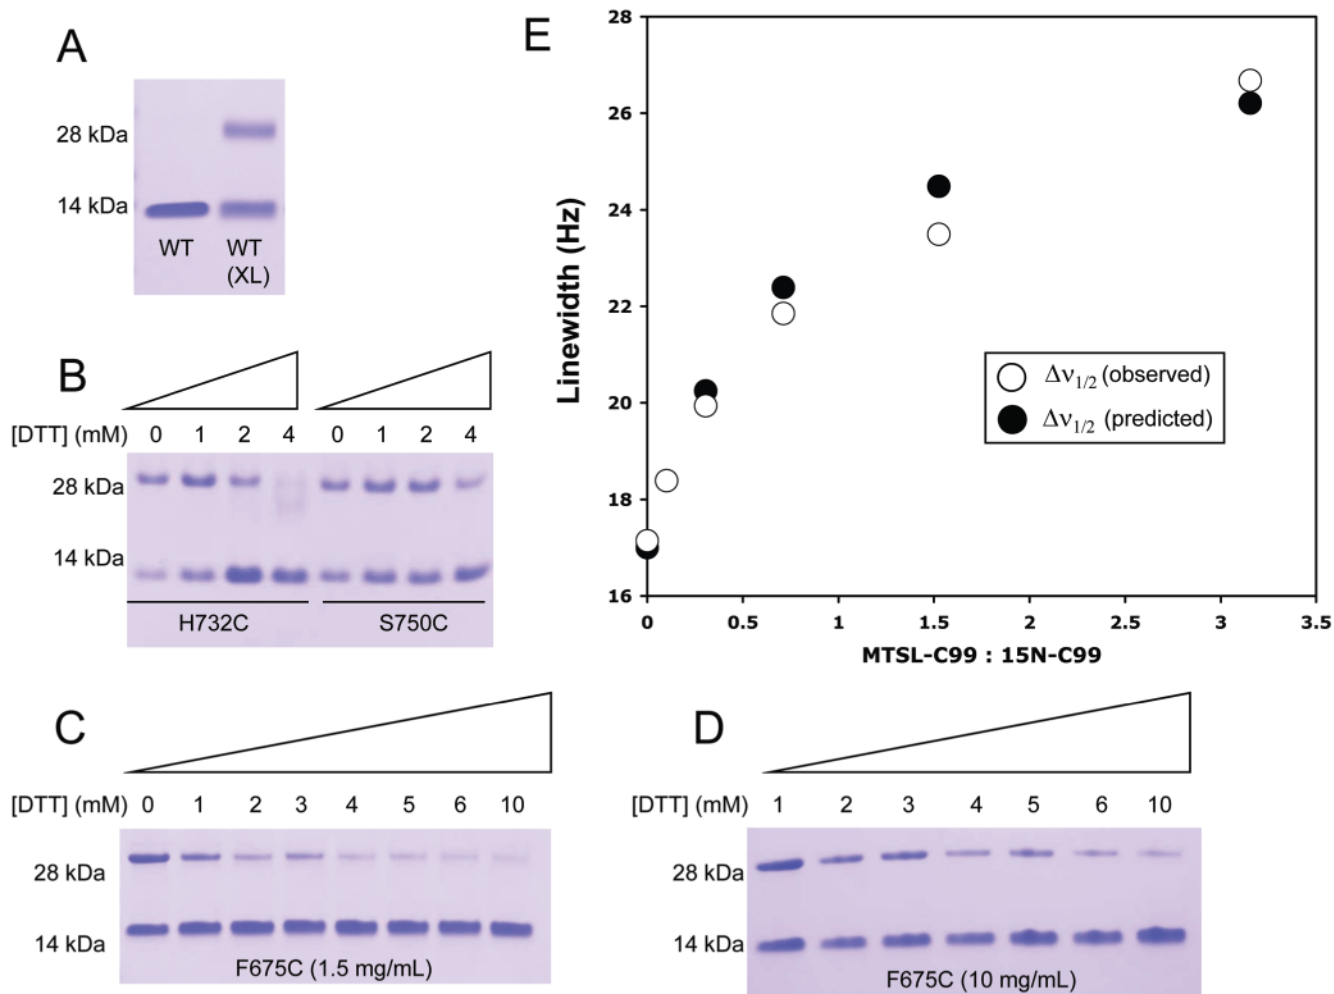 A
28 kDa
14 kDa
WT
WT
(XL)
B
[DTT] (mM) 0 1 2 4 0 1 2 4
28 kDa
14 kDa
H732C S750C
E
Linewidth (Hz)
28
26
24
22
20
18
16
0 0.5 1 1.5 2 2.5 3 3.5
MTSL-C99 : 15N-C99
Δν1/2 (observed)
Δν1/2 (predicted)
C
[DTT] (mM) 0 1 2 3 4 5 6 10
28 kDa
14 kDa
F675C (1.5 mg/mL)
D
[DTT] (mM) 1 2 3 4 5 6 10
28 kDa
14 kDa
F675C (10 mg/mL)